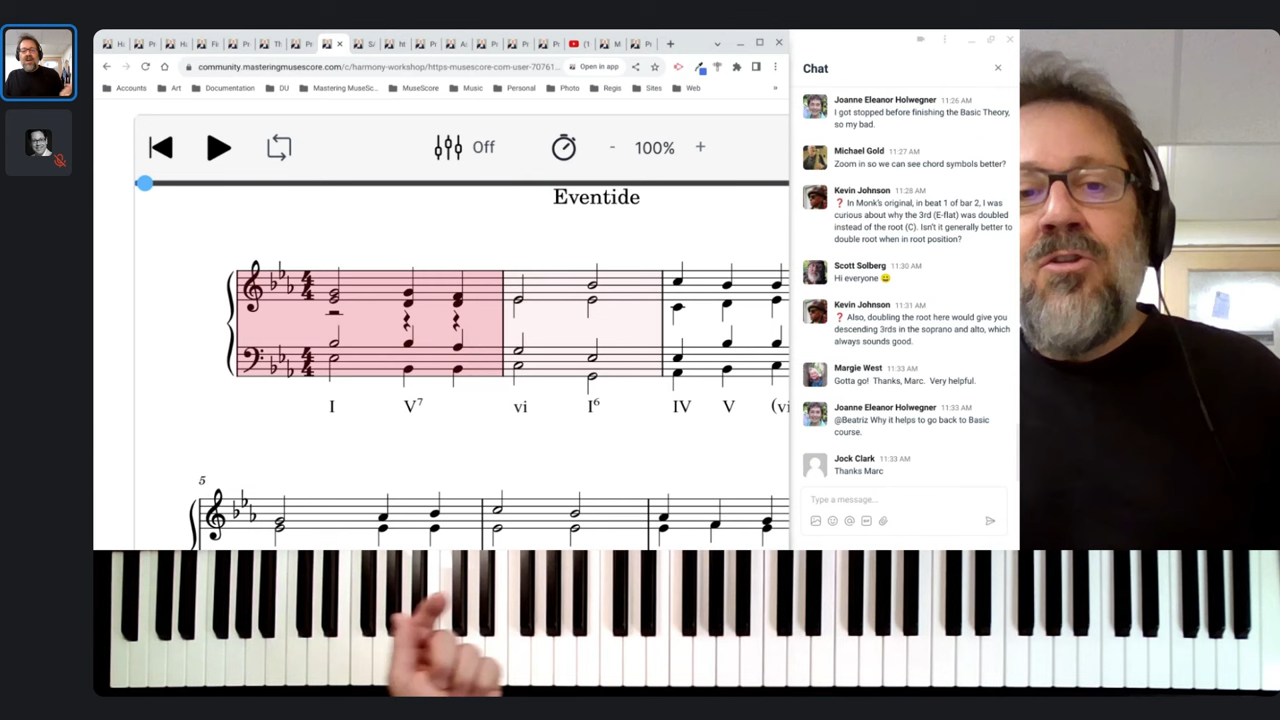 community.masteringmusescore.com/c/harmony-workshop/https-musescore-com-user-70761...
Open in app
Accounts
Art
Documentation
DU
Mastering MuseSc...
MuseScore
Music
Personal
Photo
Regis
Sites
Web
»
Off
- 100% +
Eventide
I V7 vi I6 IV V (vi
5
Chat
Joanne Eleanor Holwegner 11:26 AM
I got stopped before finishing the Basic Theory,
so my bad.
Michael Gold 11:27 AM
Zoom in so we can see chord symbols better?
Kevin Johnson 11:28 AM
❓ In Monk's original, in beat 1 of bar 2, I was
curious about why the 3rd (E-flat) was doubled
instead of the root (C). Isn't it generally better to
double root when in root position?
Scott Solberg 11:30 AM
Hi everyone 😀
Kevin Johnson 11:31 AM
❓ Also, doubling the root here would give you
descending 3rds in the soprano and alto, which
always sounds good.
Margie West 11:33 AM
Gotta go! Thanks, Marc. Very helpful.
Joanne Eleanor Holwegner 11:33 AM
@Beatriz Why it helps to go back to Basic
course.
Jock Clark 11:33 AM
Thanks Marc
Type a message...